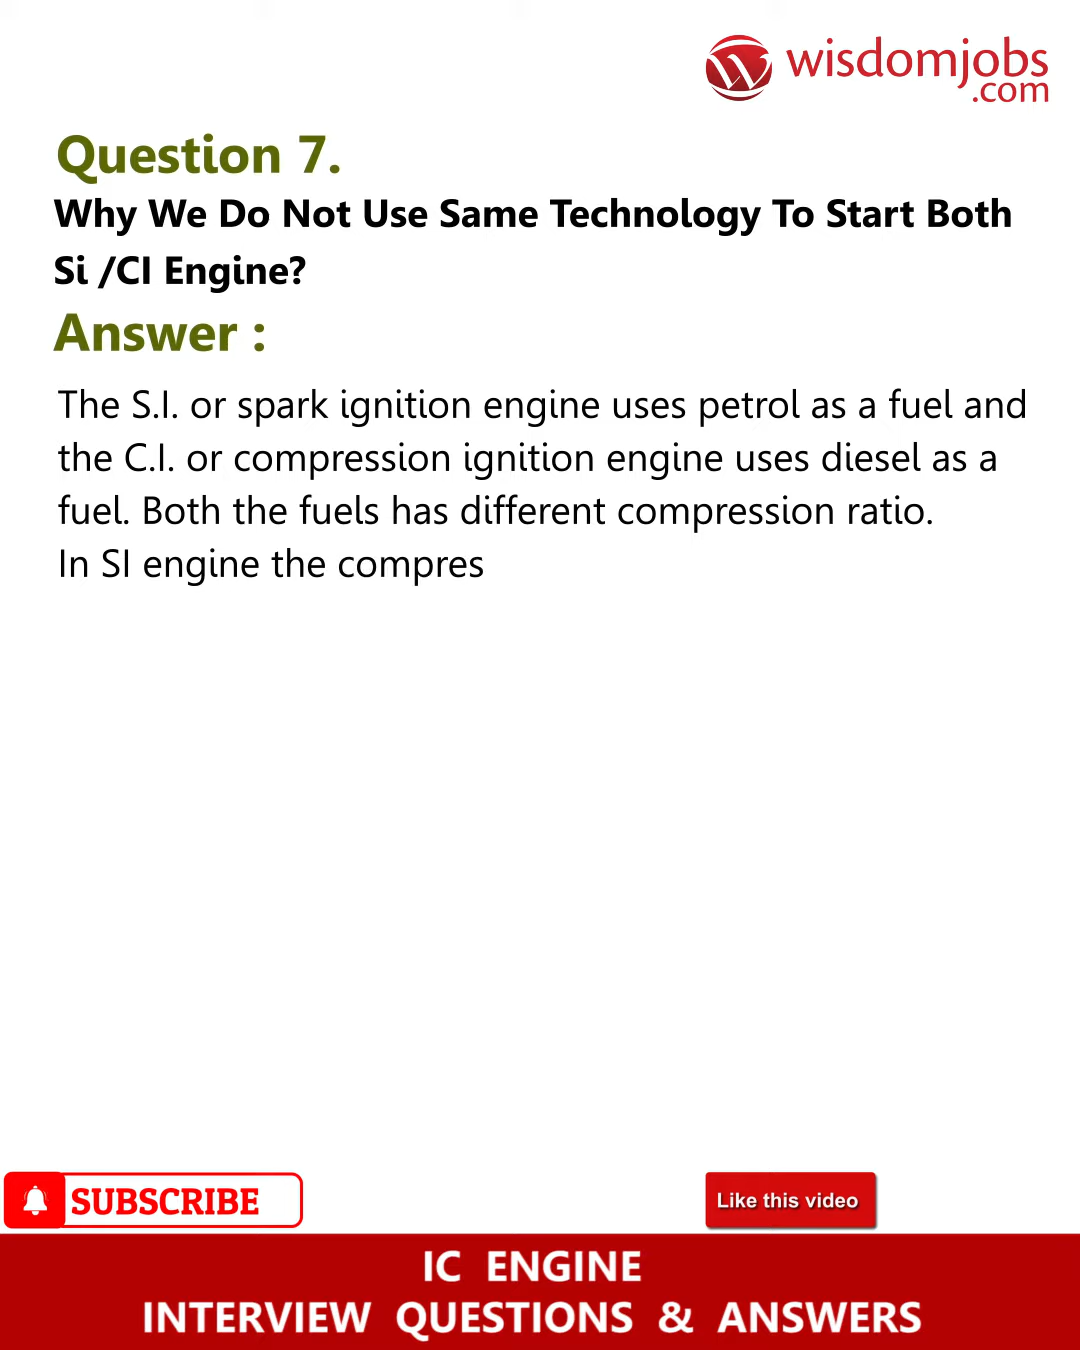 wisdomjobs
.com
Question 7.
Why We Do Not Use Same Technology To Start Both
Si /CI Engine?
Answer :
The S.I. or spark ignition engine uses petrol as a fuel and
the C.I. or compression ignition engine uses diesel as a
fuel. Both the fuels has different compression ratio.
In SI engine the compres
SUBSCRIBE
Like this video
IC ENGINE
INTERVIEW QUESTIONS & ANSWERS